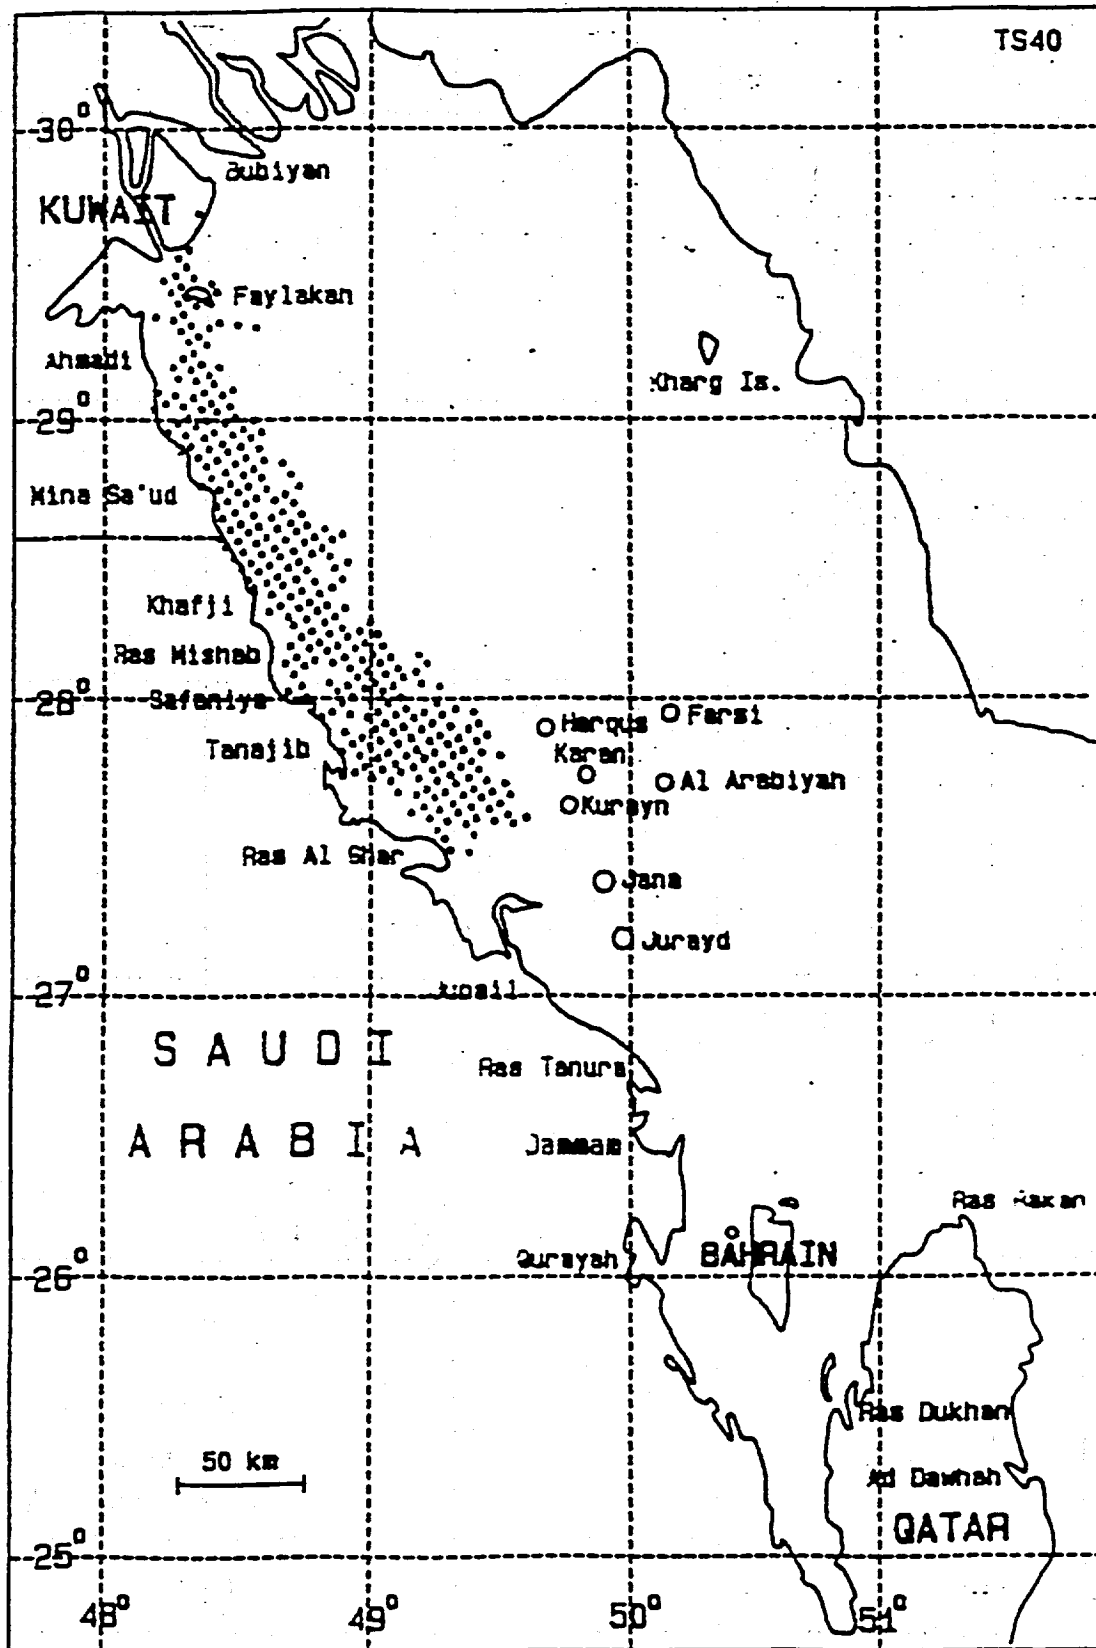 TS40
30°
Bubiyan
KUWAIT
Faylakah
Ahmadi
Kharg Is.
29°
Mina Sa'ud
Khafji
Ras Mishab
28°
Safaniya
Harqus
Farsi
Tanajib
Karan
Al Arabiyah
Kurayn
Ras Al Ghar
Jana
Jurayd
27°
Jubail
SAUDI
ARABIA
Ras Tanura
Dammam
Ras Rakan
Qurayah
BAHRAIN
26°
Ras Dukhan
50 km
Ad Dawhah
QATAR
25°
48°
49°
50°
51°